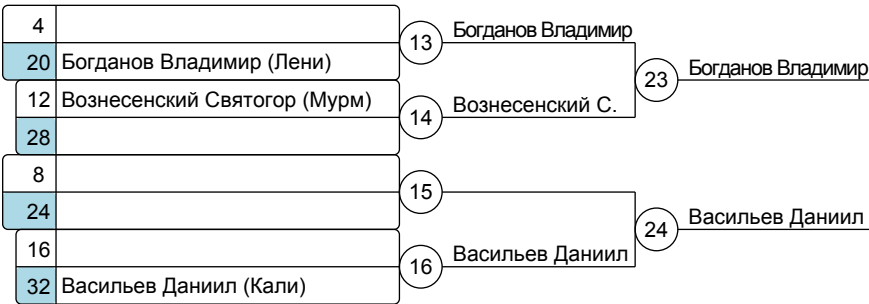 4
20 Богданов Владимир (Лени)
12 Вознесенский Святогор (Мурм)
28
8
24
16
32 Васильев Даниил (Кали)
13 Богданов Владимир
14 Вознесенский С.
15
16 Васильев Даниил
23 Богданов Владимир
24 Васильев Даниил